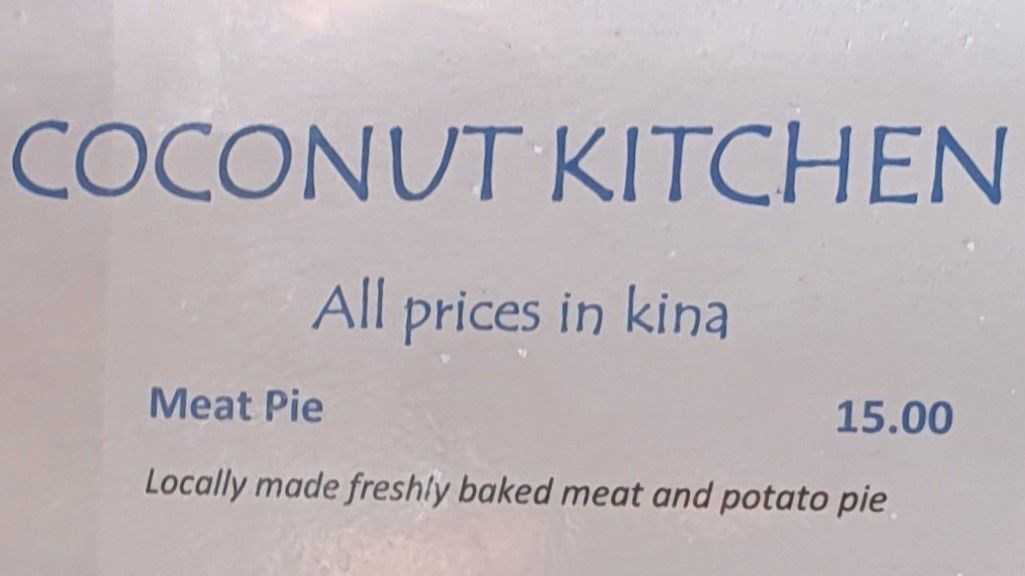 COCONUT KITCHEN
All prices in kina
Meat Pie 15.00
Locally made freshly baked meat and potato pie